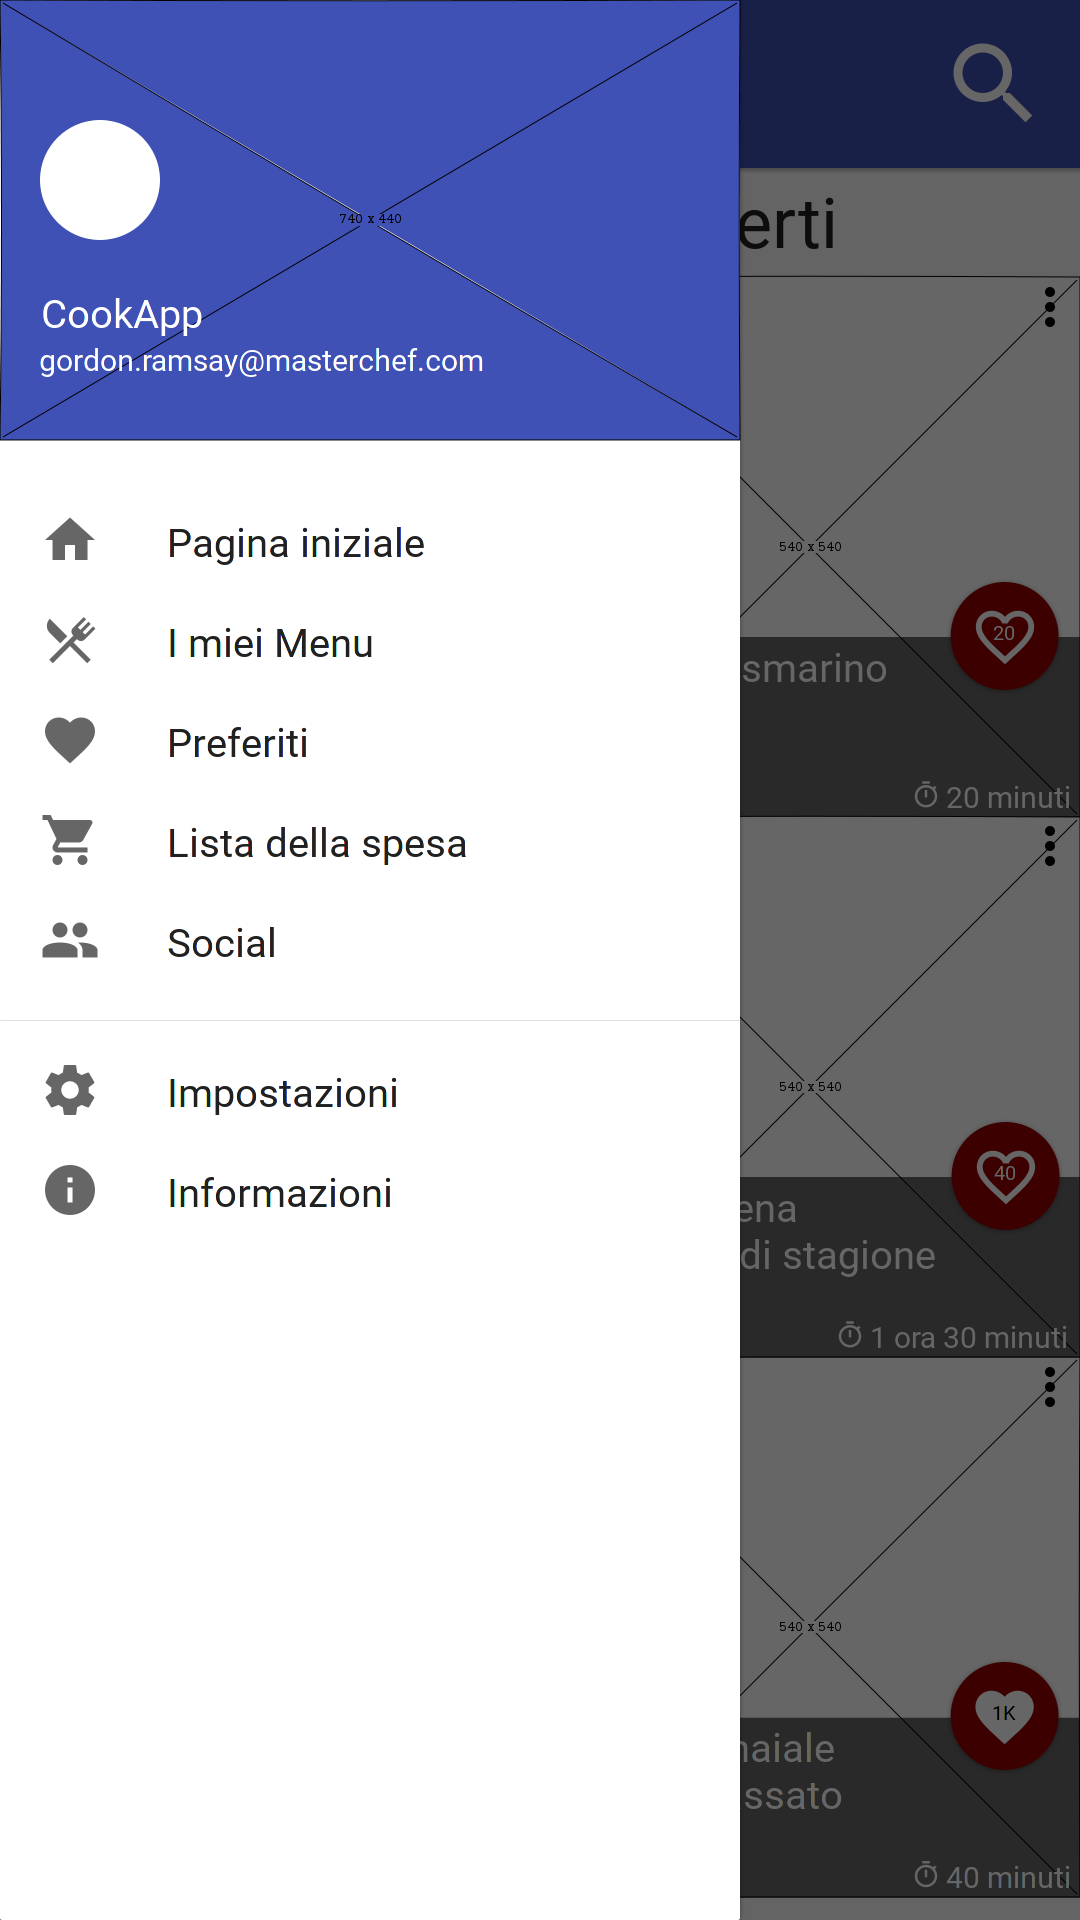 740 x 440
CookApp
gordon.ramsay@masterchef.com
Pagina iniziale
I miei Menu
Preferiti
Lista della spesa
Social
Impostazioni
Informazioni
erti
540 x 540
20
smarino
20 minuti
540 x 540
40
ena
di stagione
1 ora 30 minuti
540 x 540
1K
naiale
ssato
40 minuti